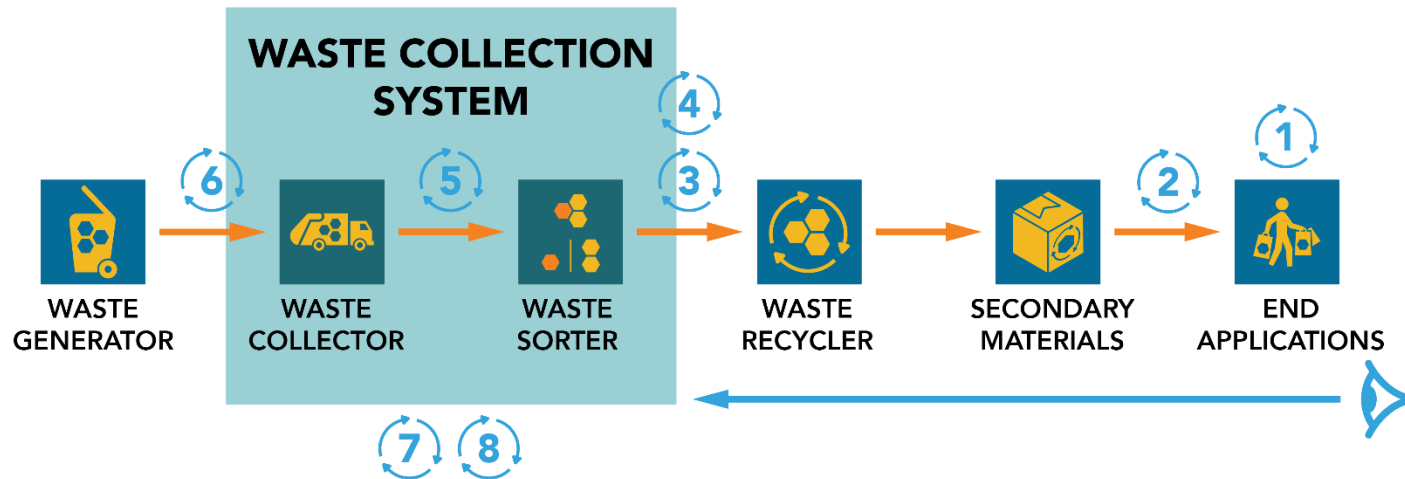 WASTE COLLECTION
SYSTEM
4
1
6
5
3
2
WASTE
GENERATOR
WASTE
COLLECTOR
WASTE
SORTER
WASTE
RECYCLER
SECONDARY
MATERIALS
END
APPLICATIONS
7
8